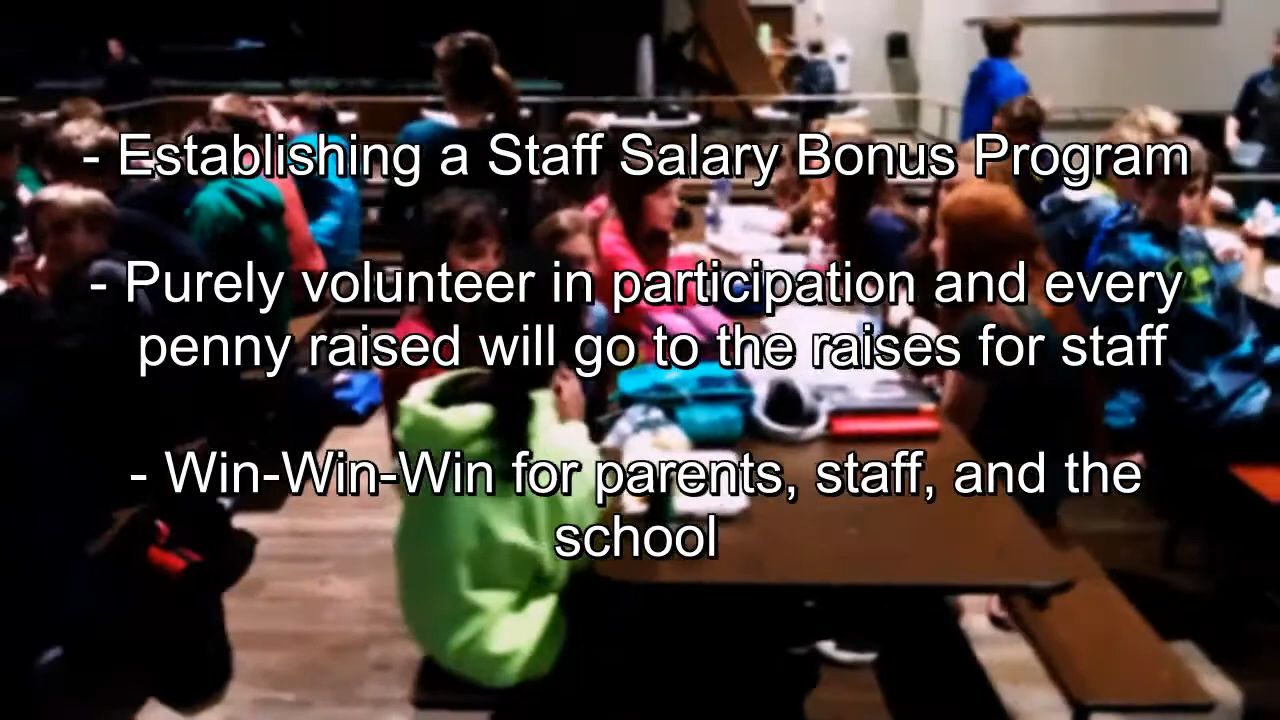 - Establishing a Staff Salary Bonus Program
- Purely volunteer in participation and every
penny raised will go to the raises for staff
- Win-Win-Win for parents, staff, and the
school